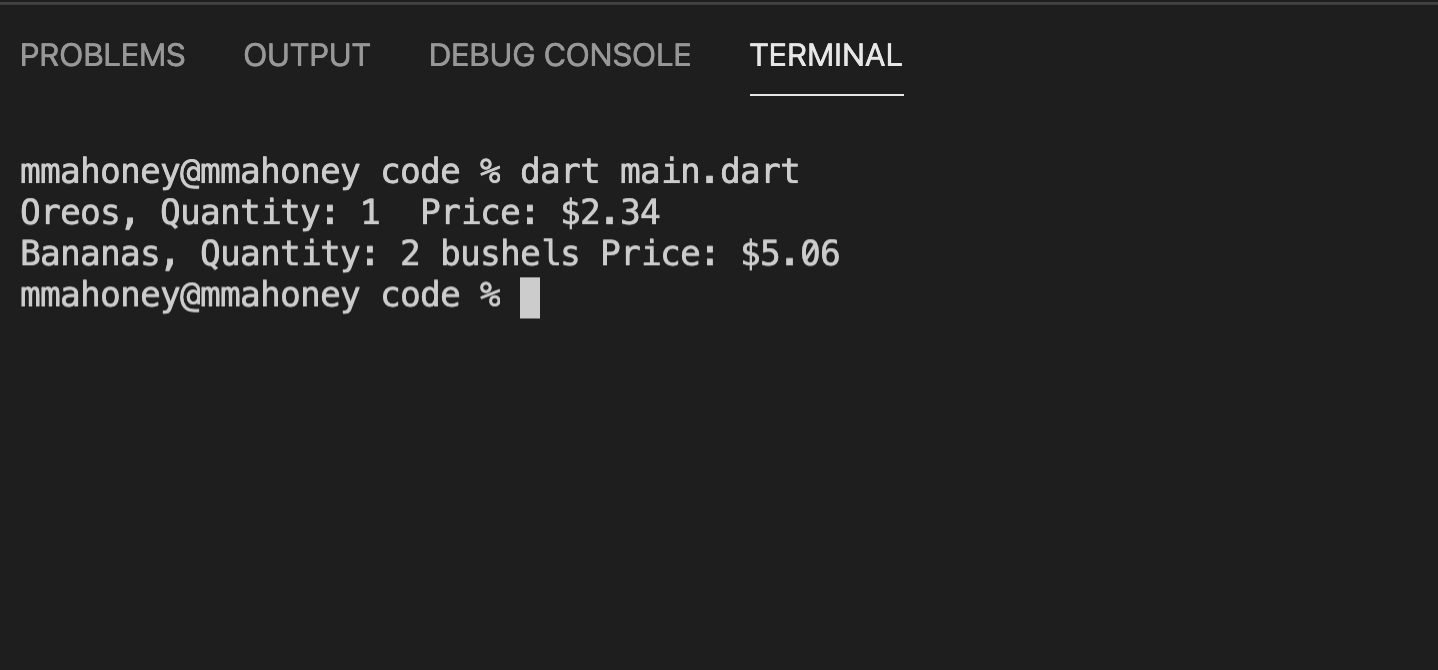 PROBLEMS OUTPUT DEBUG CONSOLE TERMINAL
mmahoney@mmahoney code % dart main.dart
Oreos, Quantity: 1  Price: $2.34
Bananas, Quantity: 2 bushels Price: $5.06
mmahoney@mmahoney code %